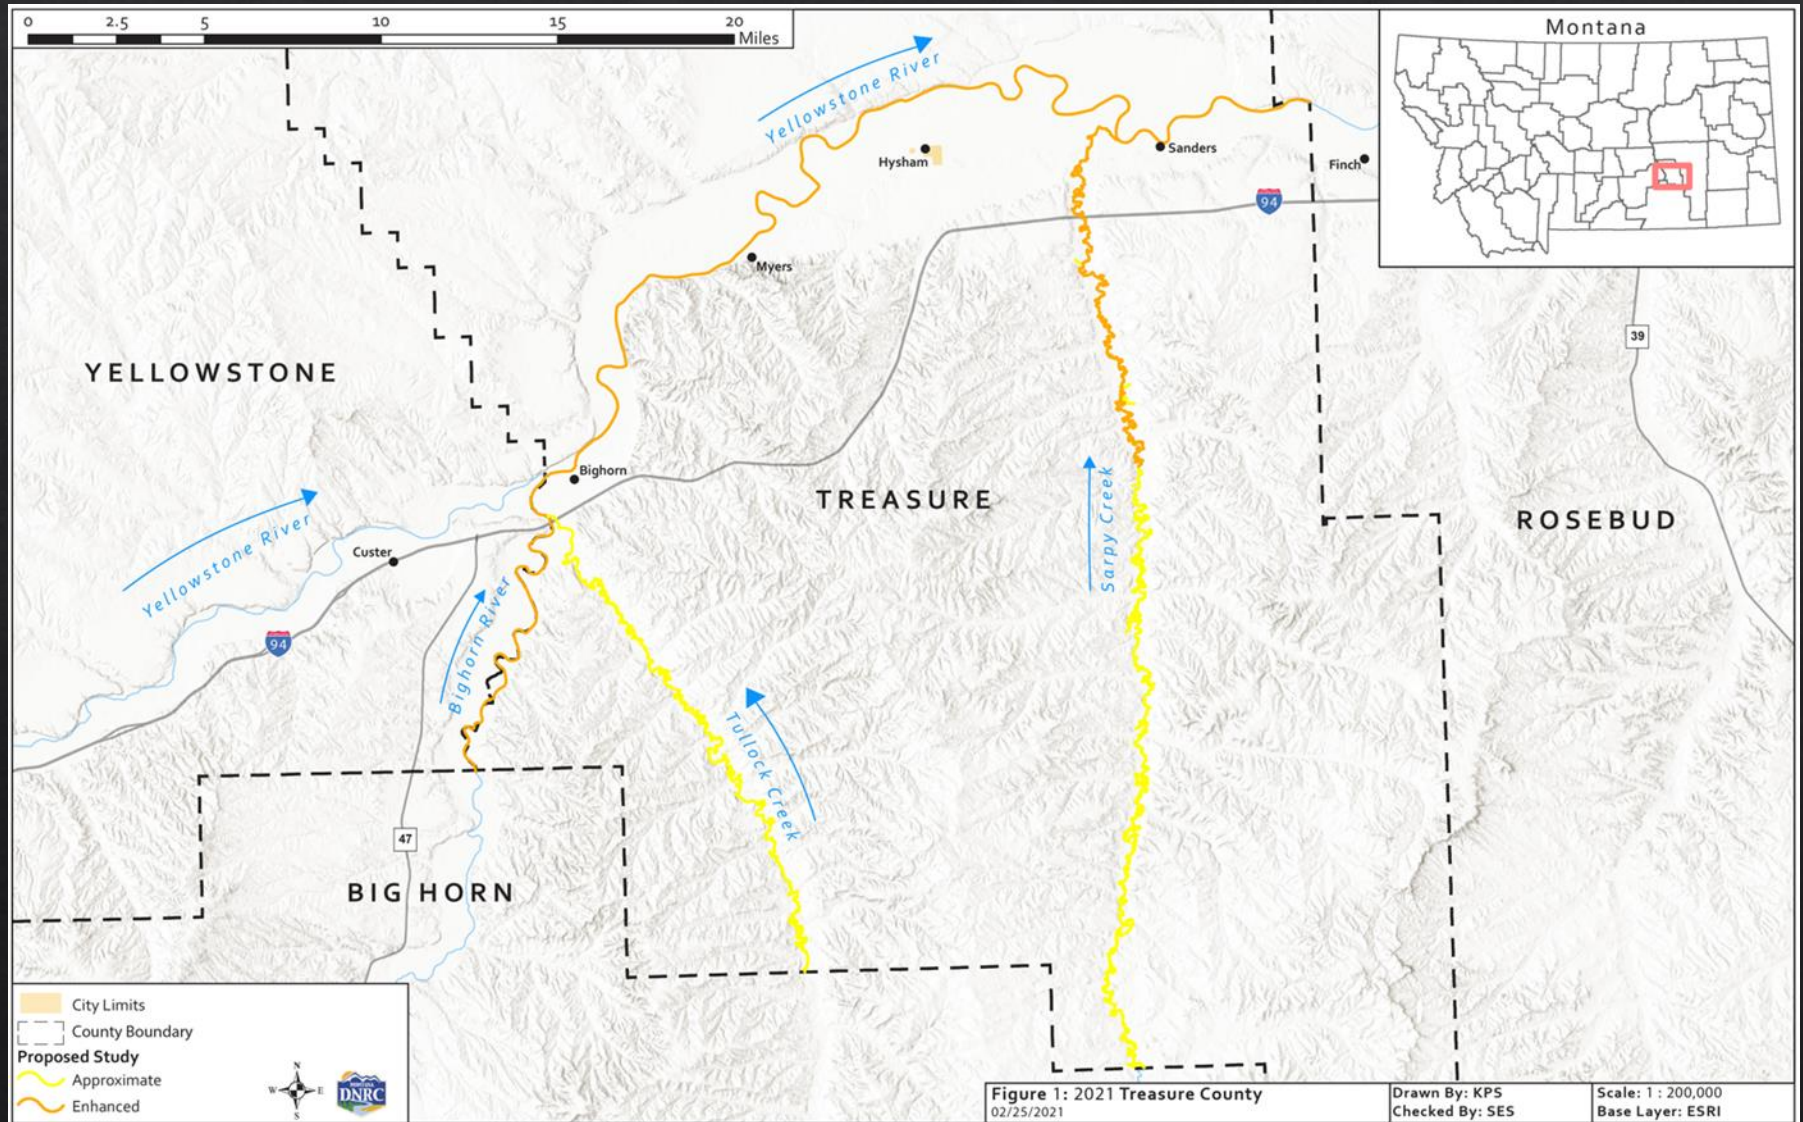 0 2.5 5 10 15 20
Miles
Montana
Yellowstone River
Hysham
Sanders
Finch
94
Myers
39
YELLOWSTONE
Bighorn
TREASURE
ROSEBUD
Sarpy Creek
Yellowstone River
Custer
94
Bighorn River
Tullock Creek
47
BIG HORN
City Limits
County Boundary
Proposed Study
Approximate
Enhanced
N
W E
S
MONTANA
DNRC
Figure 1: 2021 Treasure County
02/25/2021
Drawn By: KPS
Checked By: SES
Scale: 1 : 200,000
Base Layer: ESRI